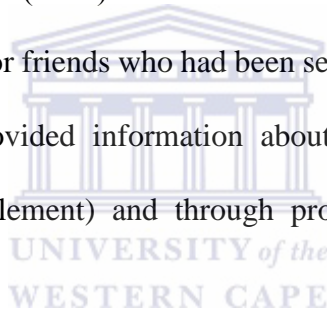 or friends who had been se
ovided information about
lement) and through pro
UNIVERSITY of the
WESTERN CAPE